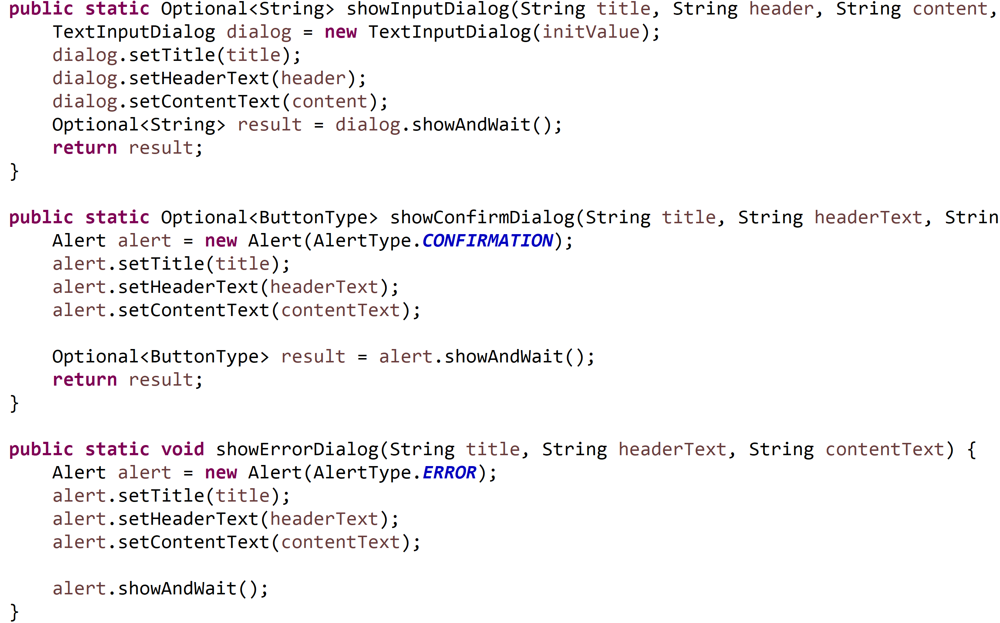 public static Optional<String> showInputDialog(String title, String header, String content,
    TextInputDialog dialog = new TextInputDialog(initValue);
    dialog.setTitle(title);
    dialog.setHeaderText(header);
    dialog.setContentText(content);
    Optional<String> result = dialog.showAndWait();
    return result;
}
public static Optional<ButtonType> showConfirmDialog(String title, String headerText, Strin
    Alert alert = new Alert(AlertType.CONFIRMATION);
    alert.setTitle(title);
    alert.setHeaderText(headerText);
    alert.setContentText(contentText);
    Optional<ButtonType> result = alert.showAndWait();
    return result;
}
public static void showErrorDialog(String title, String headerText, String contentText) {
    Alert alert = new Alert(AlertType.ERROR);
    alert.setTitle(title);
    alert.setHeaderText(headerText);
    alert.setContentText(contentText);
    alert.showAndWait();
}